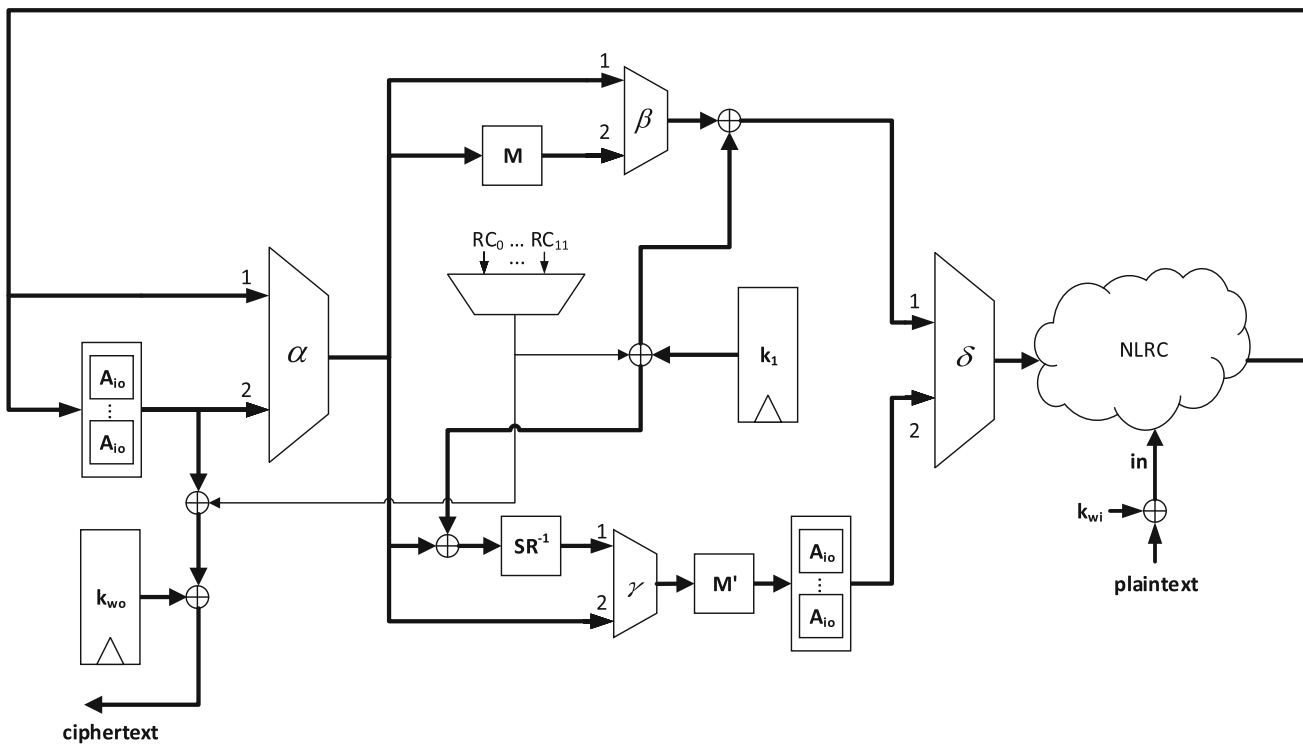 1
β
2
M
RC0 ... RC11
...
1
α
2
Aio
⋮
Aio
k1
1
δ
2
NLRC
in
kwi
plaintext
SR-1
1
γ
2
M'
Aio
⋮
Aio
kwo
ciphertext